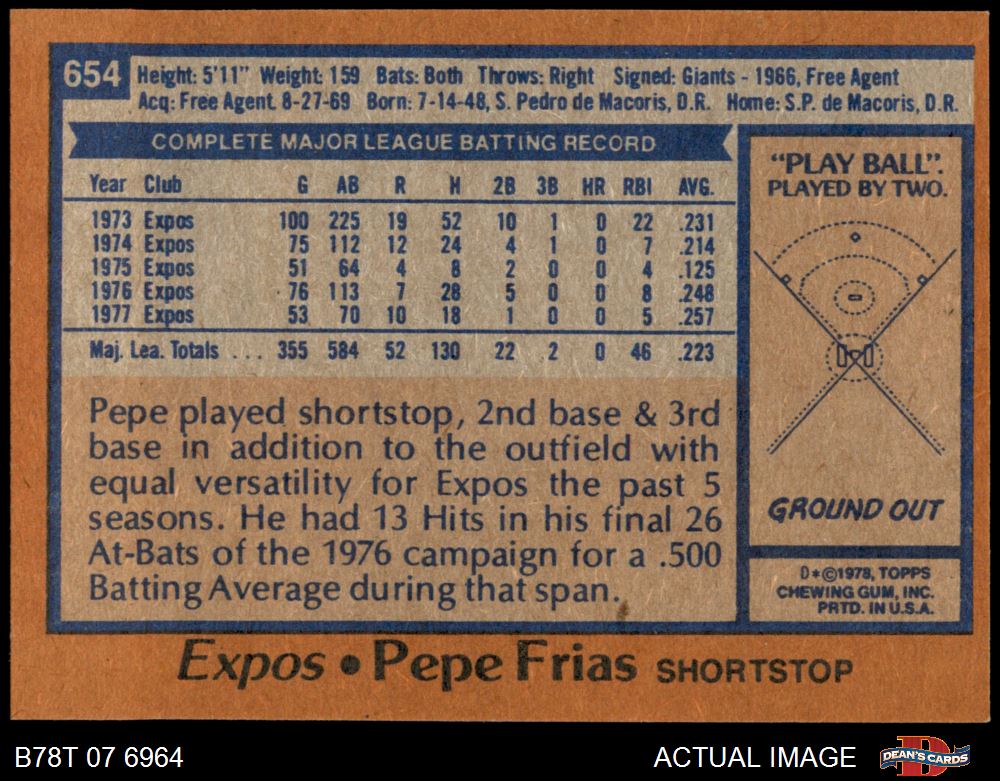 654
Height: 5'11" Weight: 159 Bats: Both Throws: Right Signed: Giants - 1966, Free Agent
Acq: Free Agent 8-27-69 Born: 7-14-48, S. Pedro de Macoris, D.R. Home: S.P. de Macoris, D.R.
COMPLETE MAJOR LEAGUE BATTING RECORD
Year Club G AB R H 2B 3B HR RBI AVG.
1973 Expos 100 225 19 52 10 1 0 22 .231
1974 Expos 75 112 12 24 4 1 0 7 .214
1975 Expos 51 64 4 8 2 0 0 4 .125
1976 Expos 76 113 7 28 5 0 0 8 .248
1977 Expos 53 70 10 18 1 0 0 5 .257
Maj. Lea. Totals . . . 355 584 52 130 22 2 0 46 .223
Pepe played shortstop, 2nd base & 3rd
base in addition to the outfield with
equal versatility for Expos the past 5
seasons. He had 13 Hits in his final 26
At-Bats of the 1976 campaign for a .500
Batting Average during that span.
"PLAY BALL".
PLAYED BY TWO.
GROUND OUT
D*©1978, TOPPS
CHEWING GUM, INC.
PRTD. IN U.S.A.
Expos • Pepe Frias SHORTSTOP
B78T 07 6964
ACTUAL IMAGE
DEAN'S CARDS